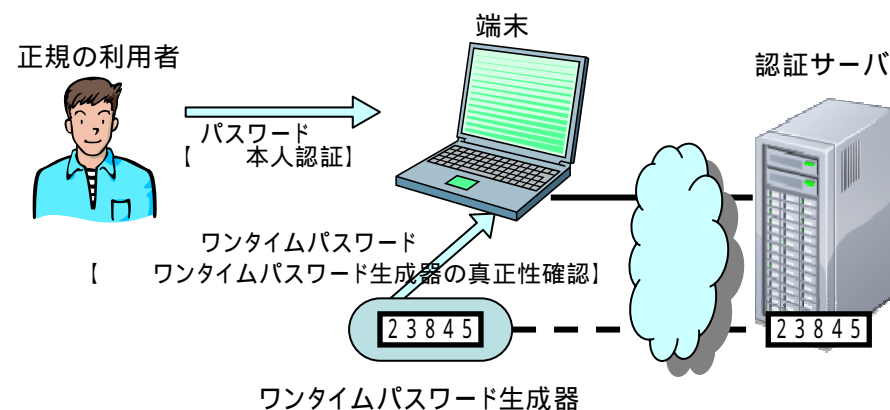 端末
正規の利用者
認証サーバ
パスワード
【　　本人認証】
ワンタイムパスワード
【　　ワンタイムパスワード生成器の真正性確認】
23845
23845
ワンタイムパスワード生成器